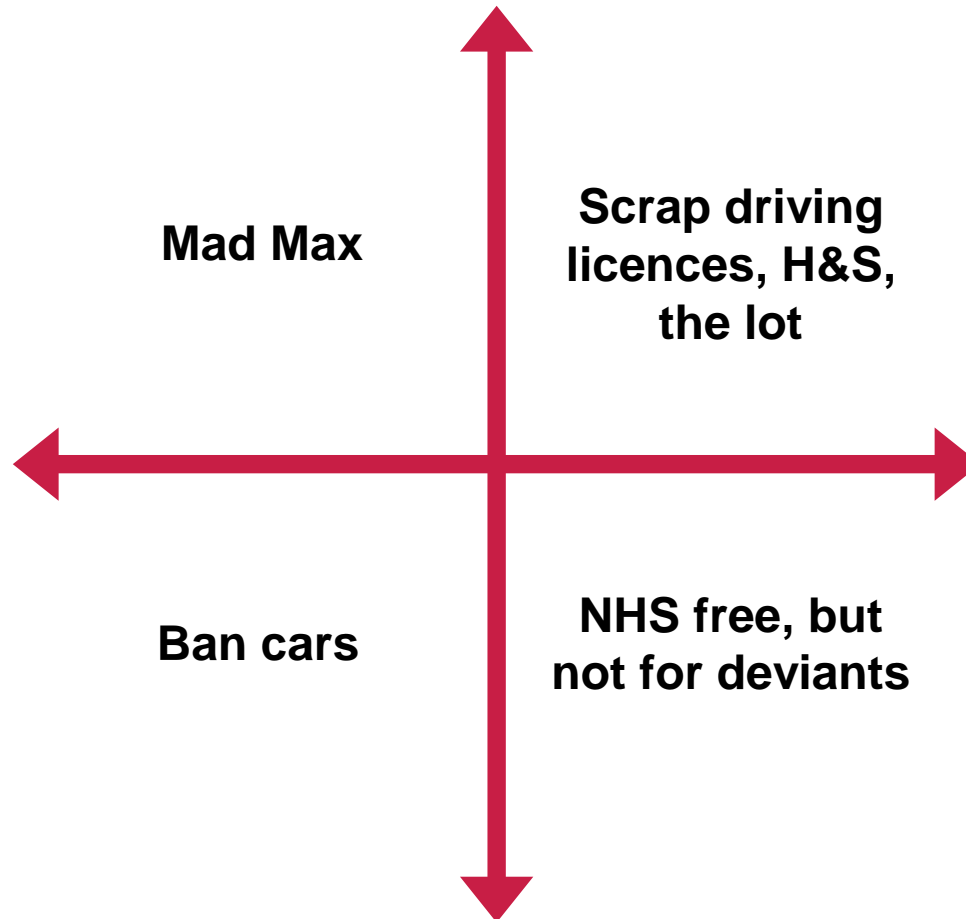 Mad Max
Scrap driving
licences, H&S,
the lot
Ban cars
NHS free, but
not for deviants